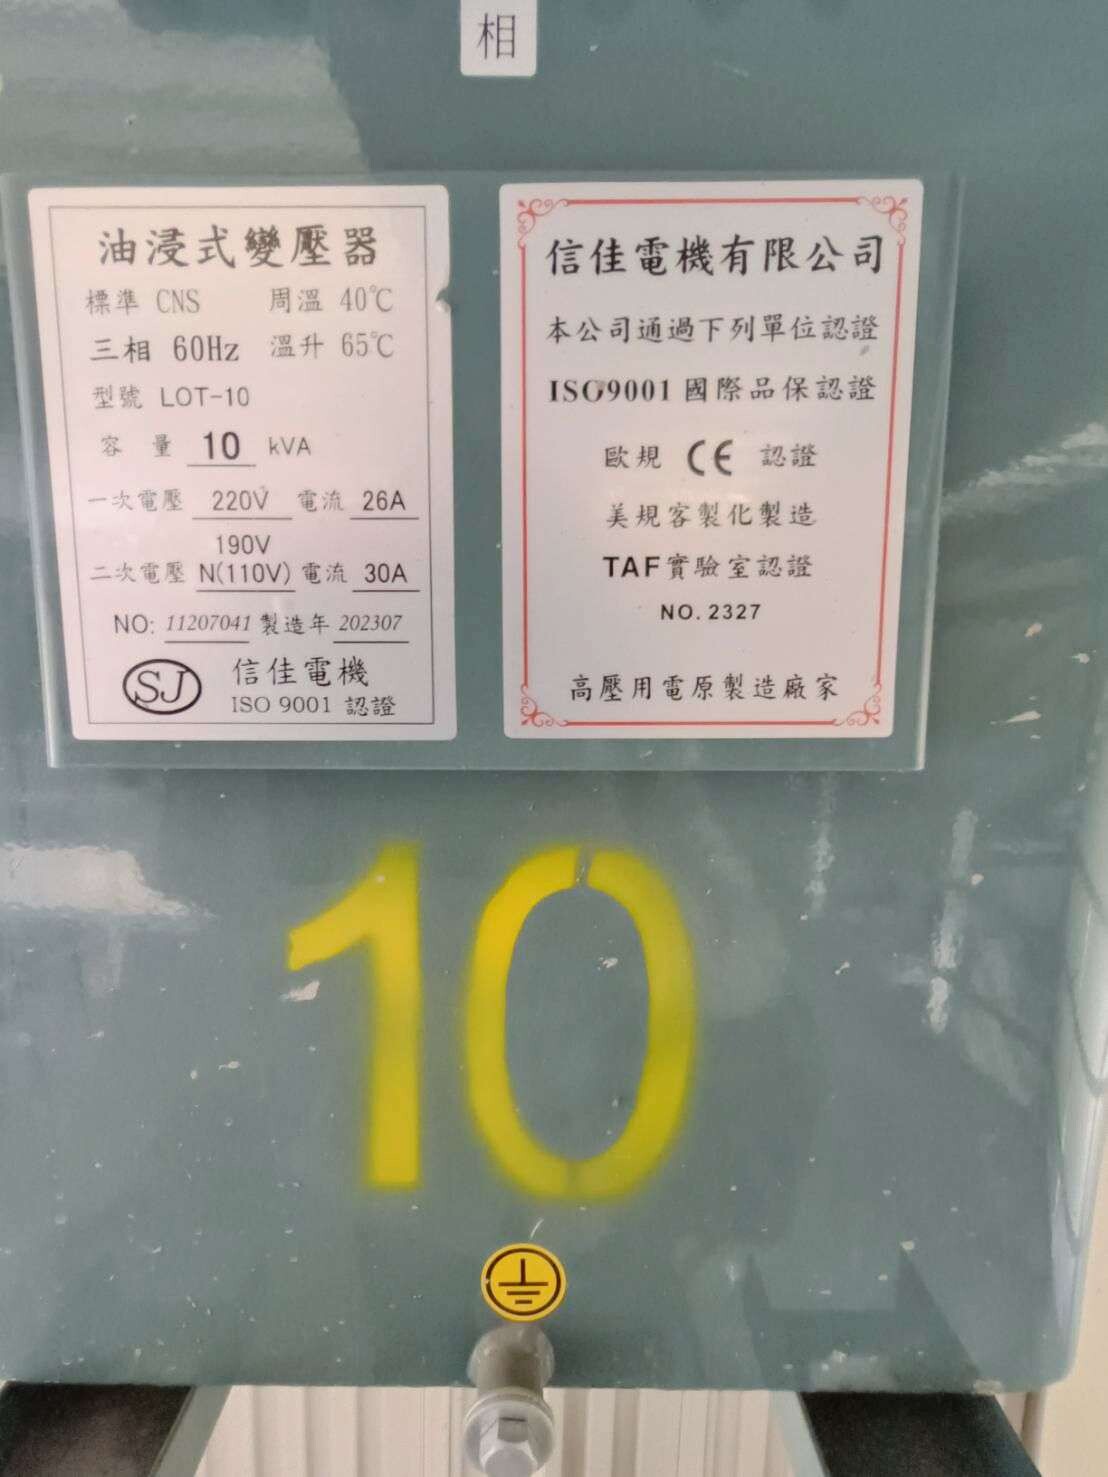 相
油浸式變壓器
標準 CNS 周溫 40℃
三相 60Hz 溫升 65℃
型號 LOT-10
容量 10 kVA
一次電壓 220V 電流 26A
190V
二次電壓 N(110V) 電流 30A
NO: 11207041 製造年 202307
SJ 信佳電機
ISO 9001 認證
信佳電機有限公司
本公司通過下列單位認證
ISO9001 國際品保認證
歐規 CE 認證
美規客製化製造
TAF實驗室認證
NO. 2327
高壓用電原製造廠家
10